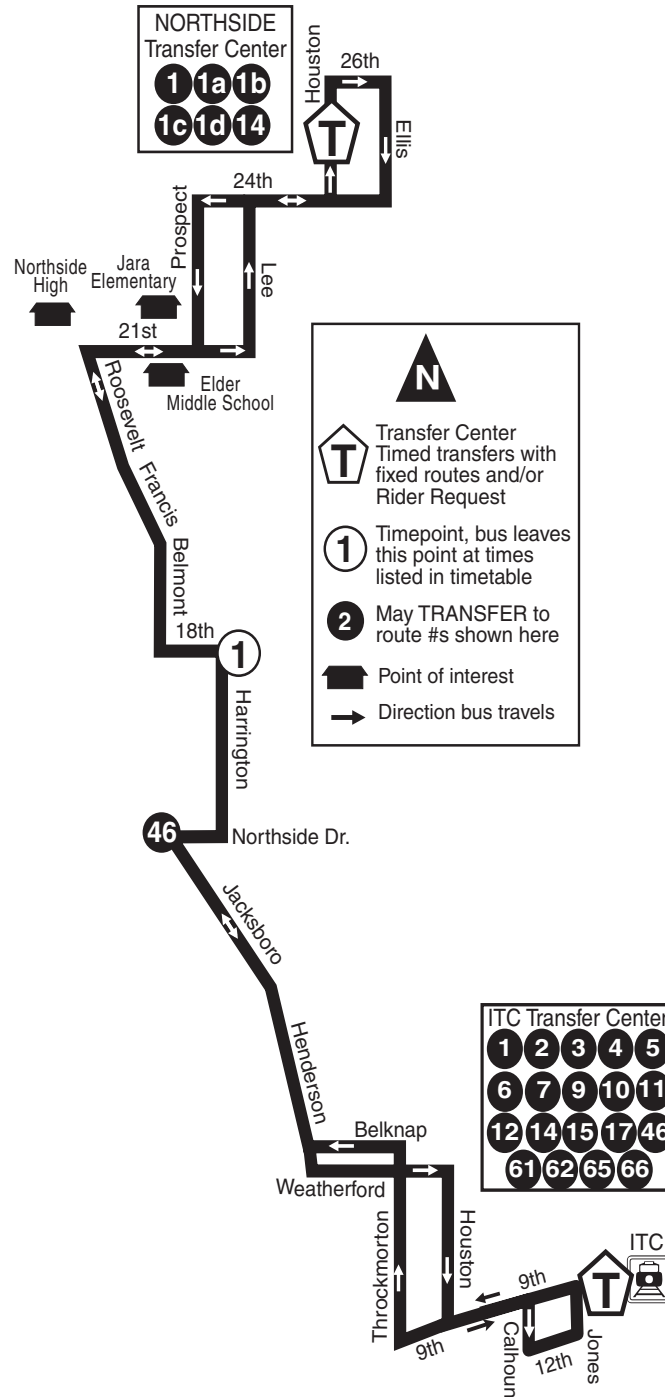 NORTHSIDE
Transfer Center
1 1a 1b
1c 1d 14
Houston
26th
Ellis
T
24th
Prospect
Lee
Northside
High
Jara
Elementary
21st
Elder
Middle School
Roosevelt
Francis
Belmont
18th
1
Harrington
46
Northside Dr.
Jacksboro
Henderson
Belknap
Weatherford
Throckmorton
Houston
9th
9th
Calhoun
12th
Jones
T
ITC
N
T
Transfer Center
Timed transfers with
fixed routes and/or
Rider Request
1
Timepoint, bus leaves
this point at times
listed in timetable
2
May TRANSFER to
route #s shown here
Point of interest
Direction bus travels
ITC Transfer Center
1 2 3 4 5
6 7 9 10 11
12 14 15 17 46
61 62 65 66